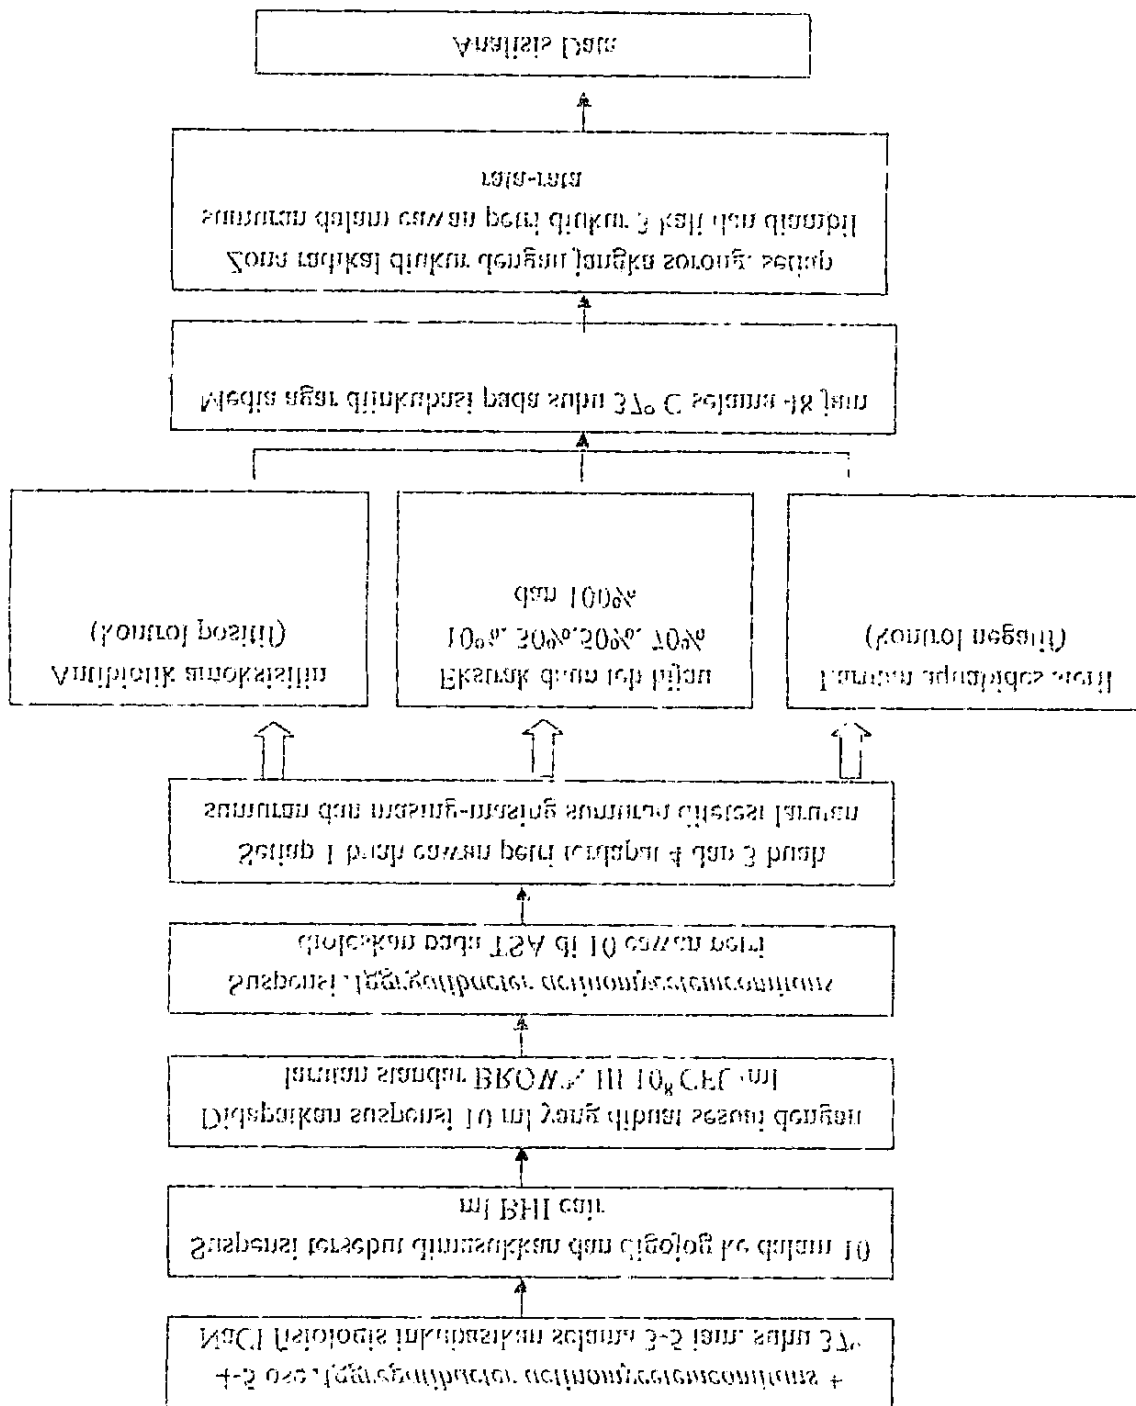 4-5 ose Aggregatibacter actinomycetemcomitans +
NaCl fisiologis inkubasikan selama 3-5 jam, suhu 37°
Suspensi tersebut dimasukkan dan digojog ke dalam 10
ml BHI cair
Didapatkan suspensi 10 ml yang dibuat sesuai dengan
larutan standar BROWN III 10⁸ CFU/ml
Suspensi Aggregatibacter actinomycetemcomitans
dioleskan pada TSA di 10 cawan petri
Setiap 1 buah cawan petri terdapat 4 dan 3 buah
sumuran dan masing-masing sumuran ditetesi larutan
Antibiotik amoksisilin
(kontrol positif)
Ekstrak daun teh hijau
10%, 30%,50%, 70%
dan 100%
Larutan aquabides steril
(kontrol negatif)
Media agar diinkubasi pada suhu 37° C selama 48 jam
Zona radikal diukur dengan jangka sorong, setiap
sumuran dalam cawan petri diukur 3 kali dan diambil
rata-rata
Analisis Data